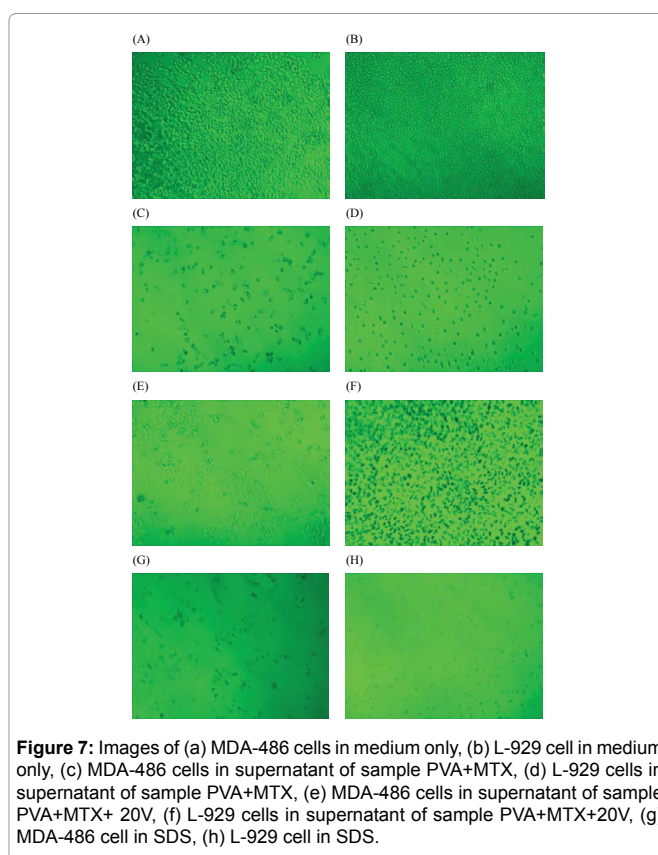 (A)
(B)
(C)
(D)
(E)
(F)
(G)
(H)
Figure 7: Images of (a) MDA-486 cells in medium only, (b) L-929 cell in medium
only, (c) MDA-486 cells in supernatant of sample PVA+MTX, (d) L-929 cells in
supernatant of sample PVA+MTX, (e) MDA-486 cells in supernatant of sample
PVA+MTX+ 20V, (f) L-929 cells in supernatant of sample PVA+MTX+20V, (g)
MDA-486 cell in SDS, (h) L-929 cell in SDS.